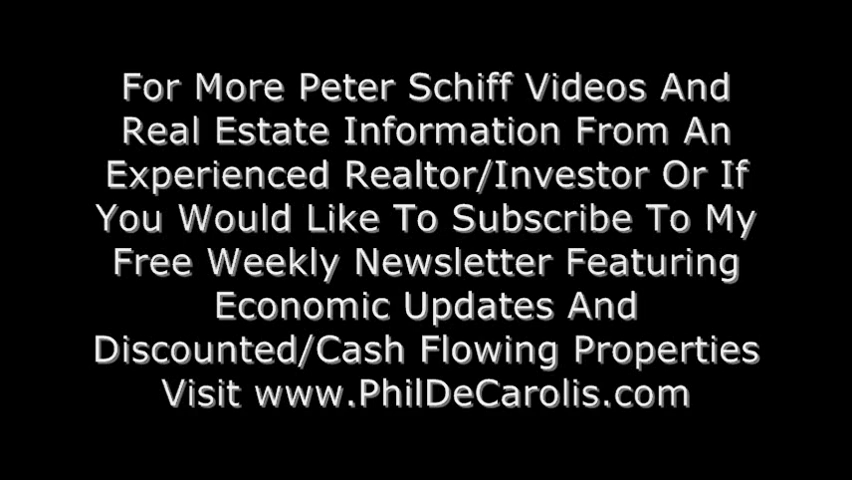 For More Peter Schiff Videos And
Real Estate Information From An
Experienced Realtor/Investor Or If
You Would Like To Subscribe To My
Free Weekly Newsletter Featuring
Economic Updates And
Discounted/Cash Flowing Properties
Visit www.PhilDeCarolis.com